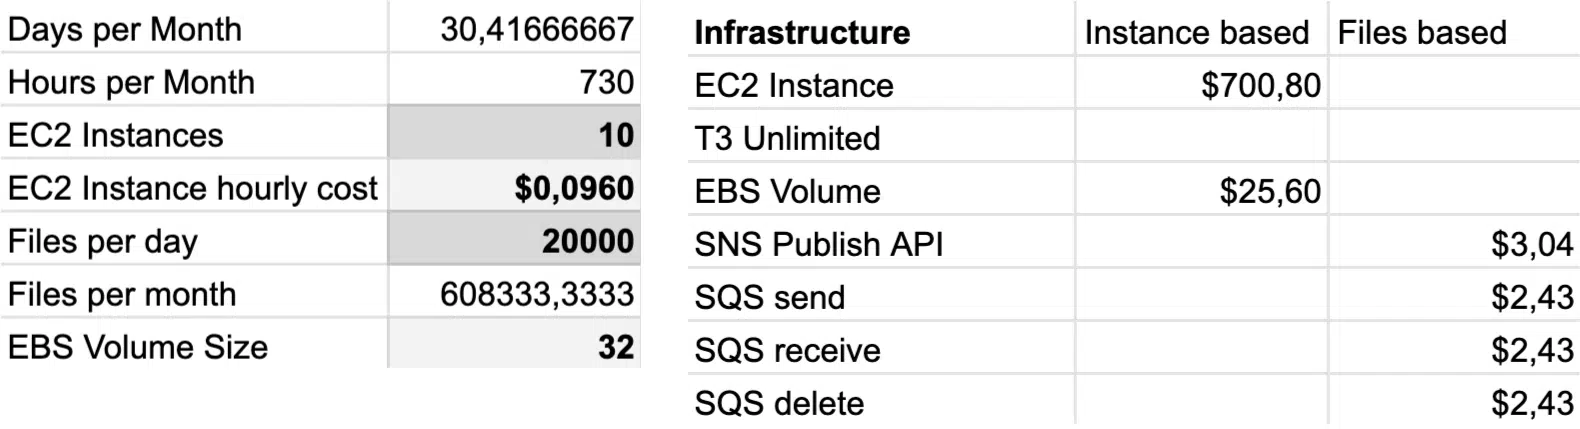 Days per Month 30,41666667
Hours per Month 730
EC2 Instances 10
EC2 Instance hourly cost $0,0960
Files per day 20000
Files per month 608333,3333
EBS Volume Size 32
Infrastructure Instance based Files based
EC2 Instance $700,80
T3 Unlimited
EBS Volume $25,60
SNS Publish API $3,04
SQS send $2,43
SQS receive $2,43
SQS delete $2,43